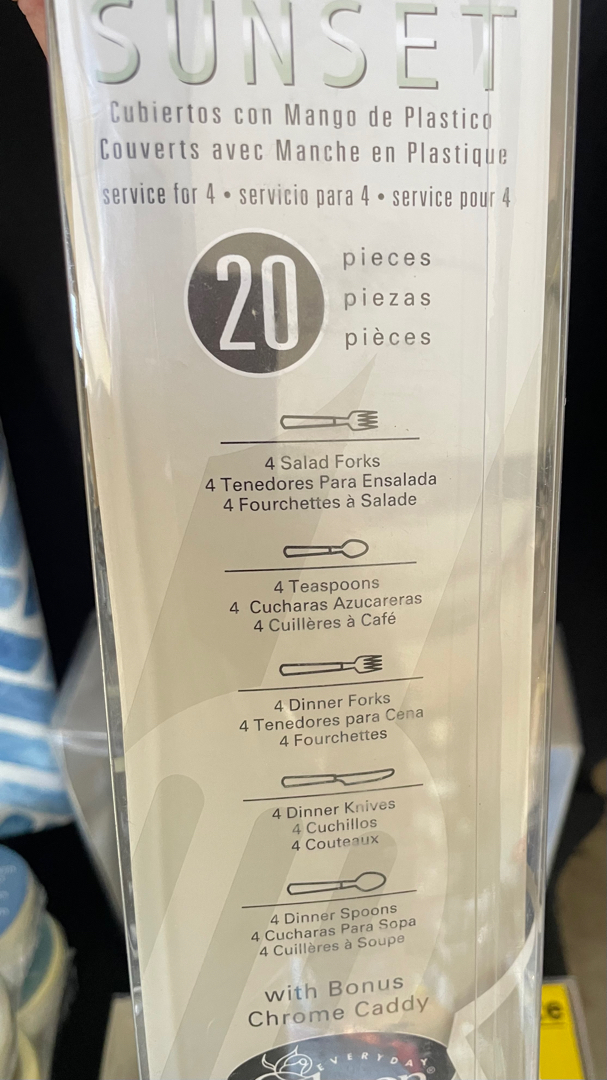 SUNSET
Cubiertos con Mango de Plastico
Couverts avec Manche en Plastique
service for 4 • servicio para 4 • service pour 4
20
pieces
piezas
pièces
4 Salad Forks
4 Tenedores Para Ensalada
4 Fourchettes à Salade
4 Teaspoons
4 Cucharas Azucareras
4 Cuillères à Café
4 Dinner Forks
4 Tenedores para Cena
4 Fourchettes
4 Dinner Knives
4 Cuchillos
4 Couteaux
4 Dinner Spoons
4 Cucharas Para Sopa
4 Cuillères à Soupe
with Bonus
Chrome Caddy
EVERYDAY